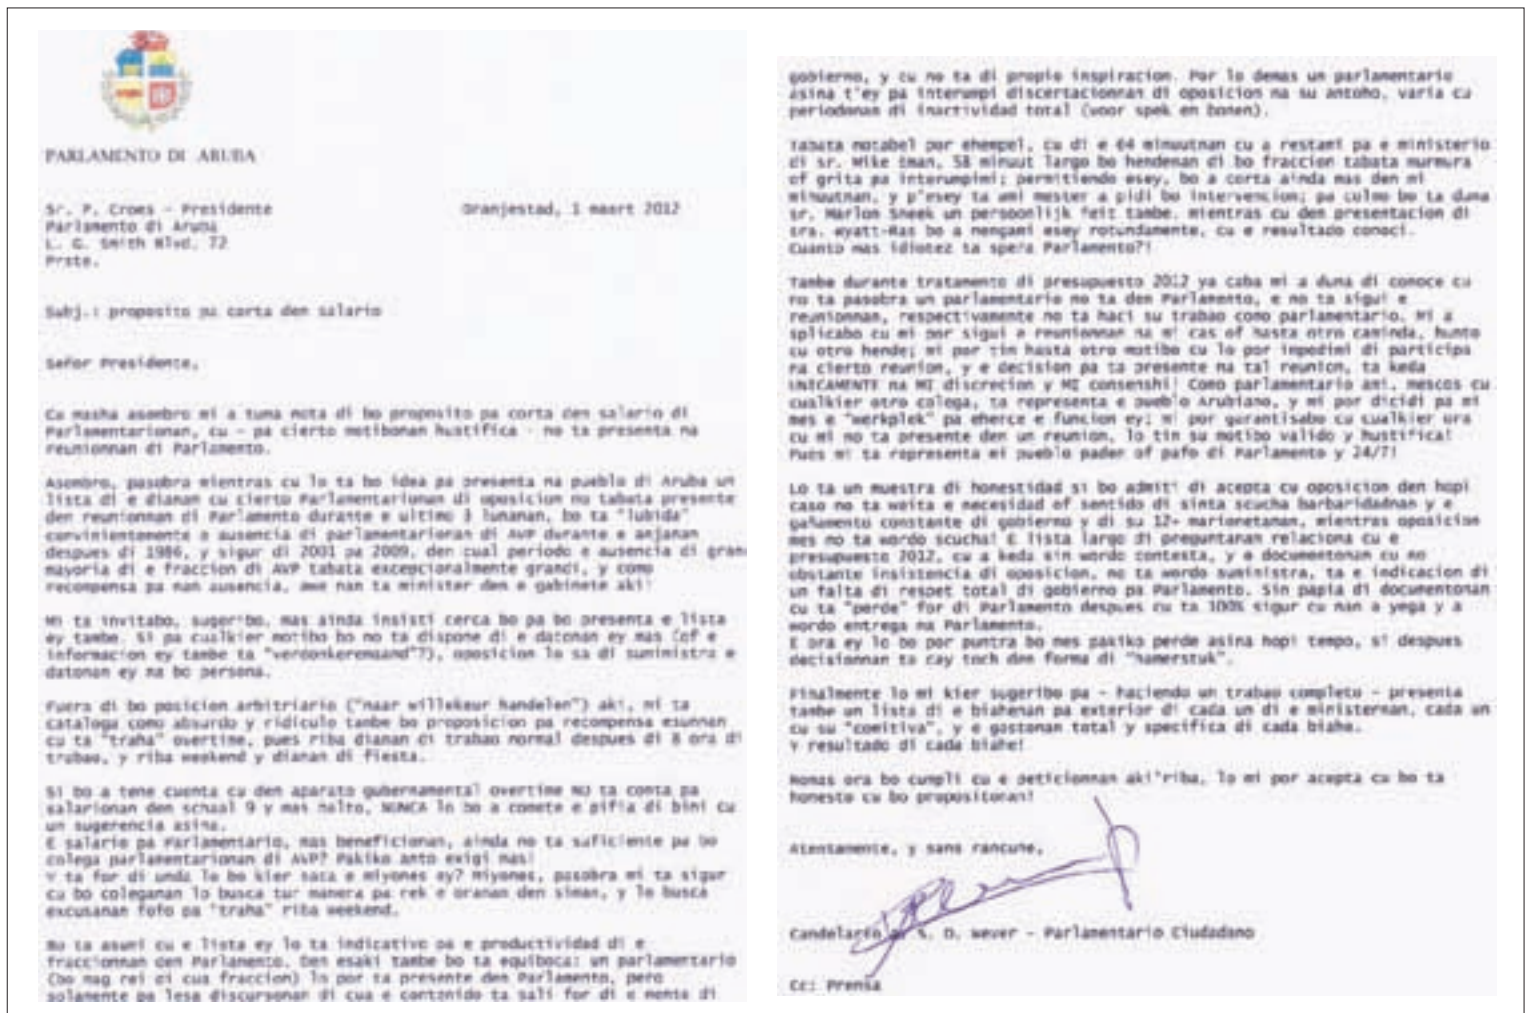 PARLAMENTO DI ARUBA
Sr. P. Croes - Presidente
Parlamento di Aruba
L. G. Smith Blvd. 72
Prste.
Oranjestad, 1 maart 2012
Subj.: proposito pa corta den salario
Señor Presidente,
Cu masha asombro mi a tuma nota di bo proposito pa corta den salario di
Parlamentarionan, cu - pa cierto motibonan hustifica - no ta presenta na
reunionnan di Parlamento.
Asombro, pasobra mientras cu lo ta bo idea pa presenta na pueblo di Aruba un
lista di e dianan cu cierto Parlamentarionan di oposicion no tabata presente
den reunionnan di Parlamento durante e ultimo 3 lunanan, bo ta "lubida"
convinientemente e ausencia di parlamentarionan di AVP durante e anjanan
despues di 1986, y sigur di 2001 pa 2009, den cual periodo e ausencia di gran
mayoria di e fraccion di AVP tabata excepcionalmente grandi, y como
recompensa pa nan ausencia, awe nan ta minister den e gabinete aki!
Mi ta invitabo, sugeribo, mas ainda insisti cerca bo pa bo presenta e lista
ey tambe. Si pa cualkier motibo bo no ta dispone di e datonan ey mas (of e
informacion ey tambe ta "verdonkeremaand"?), oposicion lo sa di suministra e
datonan ey na bo persona.
Fuera di bo posicion arbitriario ("naar willekeur handelen") aki, mi ta
cataloga como absurdo y ridiculo tambe bo proposicion pa recompensa esunnan
cu ta "traha" overtime, pues riba dianan di trabao normal despues di 8 ora di
trabao, y riba weekend y dianan di fiesta.
Si bo a tene cuenta cu den aparato gubernamental overtime NO ta conta pa
salarionan den schaal 9 y mas halto, NUNCA lo bo a comete e pifia di bini cu
un sugerencia asina.
E salario pa Parlamentario, mas beneficionan, ainda no ta suficiente pa bo
colega parlamentarionan di AVP? Pakiko anto exigi mas!
Y ta for di unda lo bo kier saca e miyones ey? Miyones, pasobra mi ta sigur
cu bo coleganan lo busca tur manera pa rek e oranan den siman, y lo busca
excusanan fofo pa "traha" riba weekend.
Bo ta asumi cu e lista ey lo ta indicativo pa e productividad di e
fraccionnan den Parlamento. Den esaki tambe bo ta equiboca: un parlamentario
(bo mag rei di cua fraccion) lo por ta presente den Parlamento, pero
solamente pa lesa discursonan di cua e contenido ta sali for di e menta di
gobierno, y cu no ta di propio inspiracion. Por lo demas un parlamentario
asina t'ey pa interumpi discertacionnan di oposicion na su antoho, varia cu
periodonan di inactividad total (voor spek en bonen).
Tabata notabel por ehempel, cu di e 64 minuutnan cu a restami pa e ministerio
di sr. Mike Eman, 58 minuut largo bo hendenan di bo fraccion tabata murmura
of grita pa interumpimi; permitiendo esey, bo a corta ainda mas den mi
minuutnan, y p'esey ta ami mester a pidi bo intervencion; pa culmo bo ta duna
sr. Marlon Sneek un persoonlijk feit tambe, mientras cu den presentacion di
sra. Wyatt-Ras bo a nengami esey rotundamente, cu e resultado conoci.
Cuanto mas idiotez ta spera Parlamento?!
Tambe durante tratamento di presupuesto 2012 ya caba mi a duna di conoce cu
no ta pasobra un parlamentario no ta den Parlamento, e no ta sigui e
reunionnan, respectivamente no ta haci su trabao como parlamentario. Mi a
splicabo cu mi por sigui e reunionnan na mi cas of hasta otro caminda, hunto
cu otro hende; mi por tin hasta otro motibo cu lo por impedimi di participa
na cierto reunion, y e decision pa ta presente na tal reunion, ta keda
UNICAMENTE na MI discrecion y MI consenshi! Como parlamentario ami, mescos cu
cualkier otro colega, ta representa e pueblo Arubiano, y mi por dicidi pa mi
mes e "werkplek" pa eherce e funcion ey; mi por garantisabo cu cualkier ora
cu mi no ta presente den un reunion, lo tin su motibo valido y hustifica!
Pues mi ta representa mi pueblo pader of pafo di Parlamento y 24/7!
Lo ta un muestra di honestidad si bo admiti di acepta cu oposicion den hopi
caso no ta weita e necesidad of sentido di sinta scucha barbaridadnan y e
gañamento constante di gobierno y di su 12- marionetanan, mientras oposicion
mes no ta wordo scucha! E lista largo di preguntanan relaciona cu e
presupuesto 2012, cu a keda sin wordo contesta, y e documentonan cu no
obstante insistencia di oposicion, no ta wordo suministra, ta e indicacion di
un falta di respet total di gobierno pa Parlamento. Sin papia di documentonan
cu ta "perde" for di Parlamento despues cu ta 100% sigur cu nan a yega y a
wordo entrega na Parlamento.
E ora ey lo bo por puntra bo mes pakiko perde asina hopi tempo, si despues
decisionnan ta cay toch den forma di "hamerstuk".
Finalmente lo mi kier sugeribo pa - haciendo un trabao completo - presenta
tambe un lista di e biahenan pa exterior di cada un di e ministernan, cada un
cu su "comitiva", y e gastonan total y specifica di cada biahe.
Y resultado di cada biahe!
Komas ora bo cumpli cu e peticionnan aki'riba, lo mi por acepta cu bo ta
honesto cu bo propositonan!
Atentamente, y sans rancune,
Candelario S. D. Wever - Parlamentario Ciudadano
Cc: Prensa